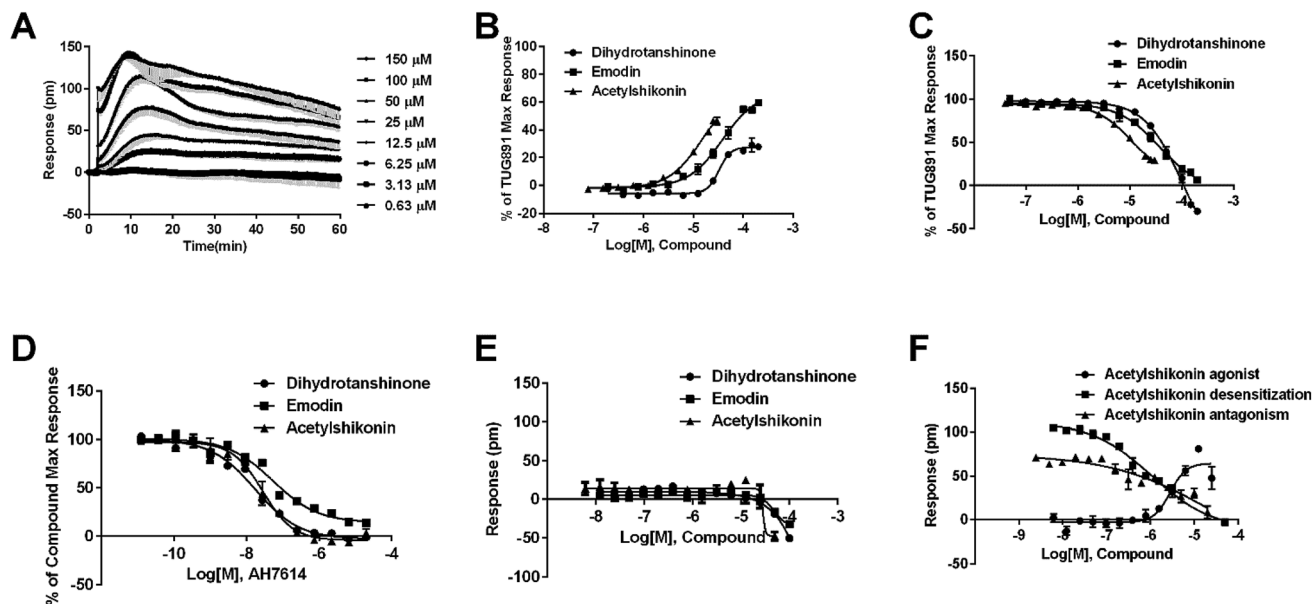 A
Response (pm)
150
100
50
0
-50
0 10 20 30 40 50 60
Time(min)
150 μM
100 μM
50 μM
25 μM
12.5 μM
6.25 μM
3.13 μM
0.63 μM
B
Dihydrotanshinone
Emodin
Acetylshikonin
% of TUG891 Max Response
80
60
40
20
0
-20
-8 -7 -6 -5 -4 -3
Log[M], Compound
C
Dihydrotanshinone
Emodin
Acetylshikonin
% of TUG891 Max Response
150
100
50
0
-50
-7 -6 -5 -4 -3
Log[M], Compound
D
Dihydrotanshinone
Emodin
Acetylshikonin
% of Compound Max Response
150
100
50
0
-50
-10 -8 -6 -4
Log[M], AH7614
E
Dihydrotanshinone
Emodin
Acetylshikonin
Response (pm)
150
100
50
0
-50
-100
-8 -7 -6 -5 -4 -3
Log[M], Compound
F
Acetylshikonin agonist
Acetylshikonin desensitization
Acetylshikonin antagonism
Response (pm)
150
100
50
0
-50
-9 -8 -7 -6 -5 -4
Log[M], Compound